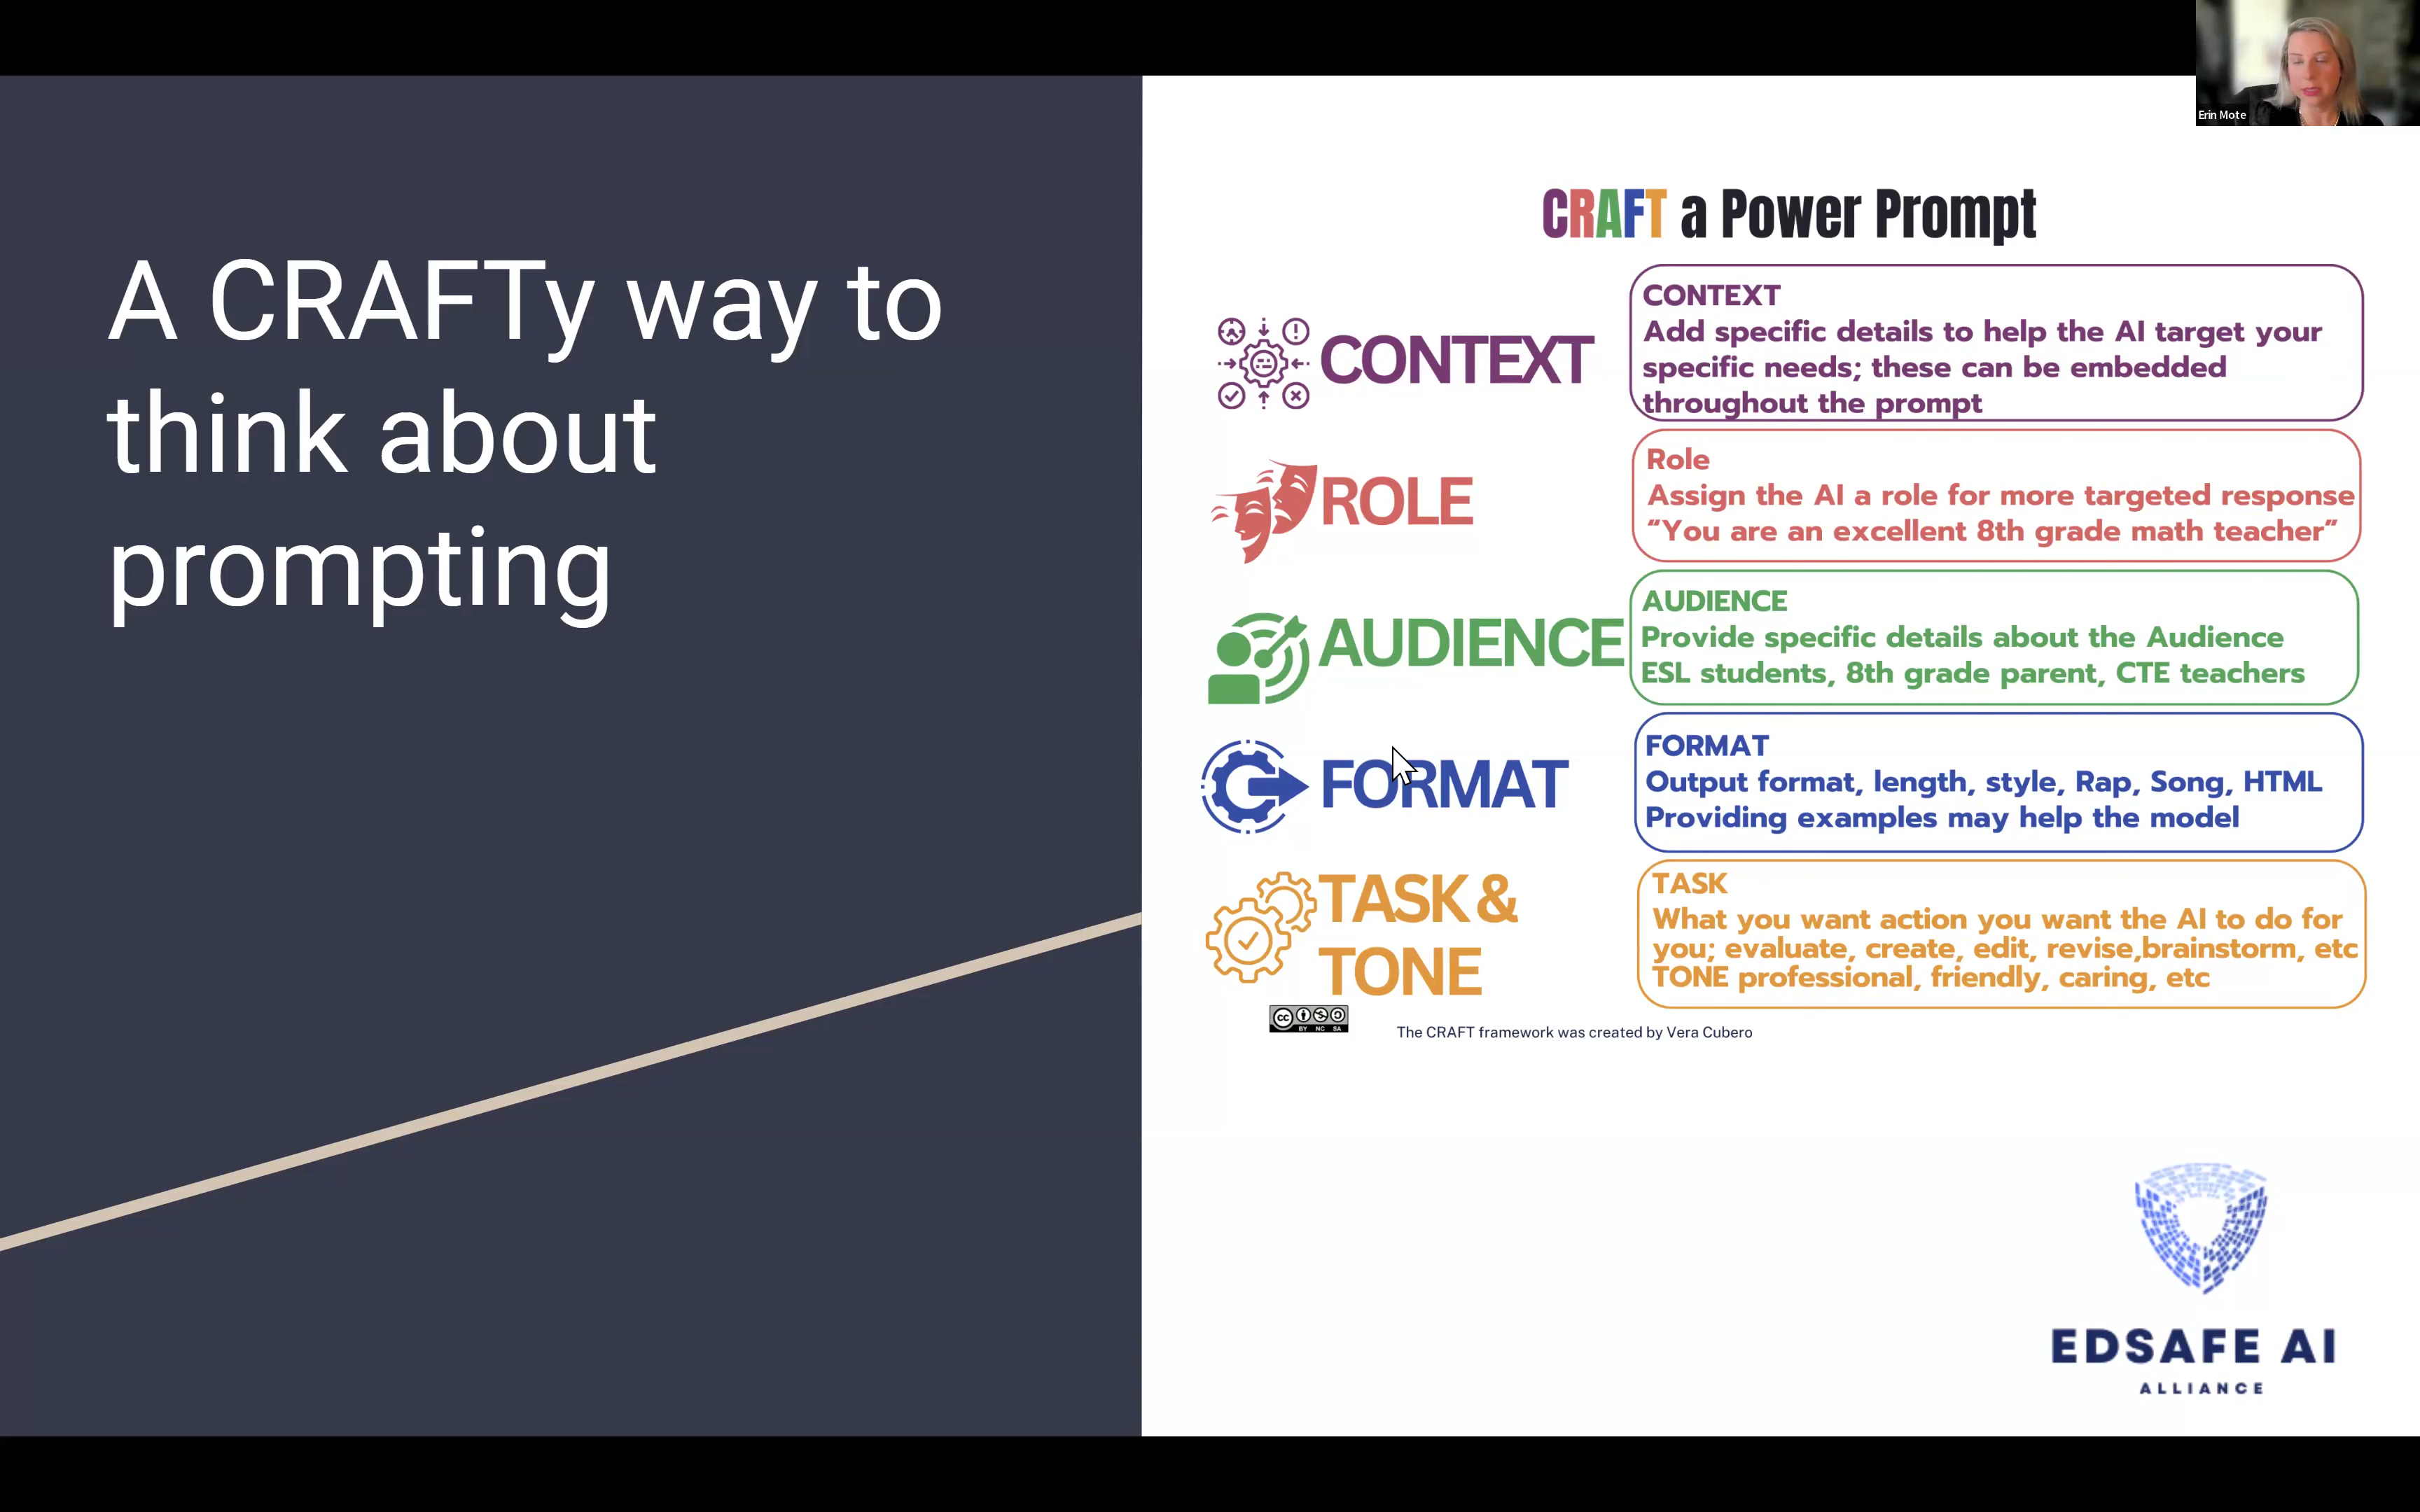 Erin Mote
A CRAFTy way to
think about
prompting
CRAFT a Power Prompt
CONTEXT
CONTEXT
Add specific details to help the AI target your
specific needs; these can be embedded
throughout the prompt
ROLE
Role
Assign the AI a role for more targeted response
“You are an excellent 8th grade math teacher”
AUDIENCE
AUDIENCE
Provide specific details about the Audience
ESL students, 8th grade parent, CTE teachers
FORMAT
FORMAT
Output format, length, style, Rap, Song, HTML
Providing examples may help the model
TASK &
TONE
TASK
What you want action you want the AI to do for
you; evaluate, create, edit, revise,brainstorm, etc
TONE professional, friendly, caring, etc
cc
BY NC SA
The CRAFT framework was created by Vera Cubero
EDSAFE AI
ALLIANCE